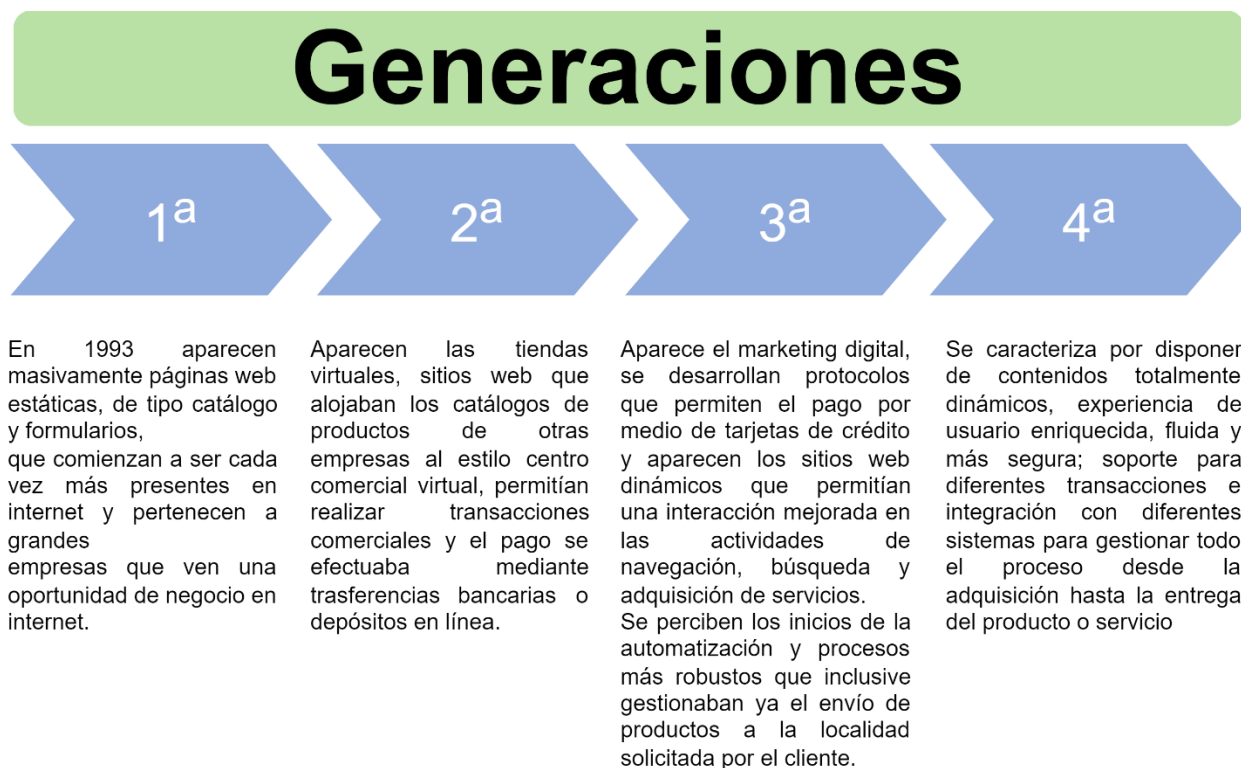 Generaciones
1ª
2ª
3ª
4ª
En 1993 aparecen
masivamente páginas web
estáticas, de tipo catálogo
y formularios,
que comienzan a ser cada
vez más presentes en
internet y pertenecen a
grandes
empresas que ven una
oportunidad de negocio en
internet.
Aparecen las tiendas
virtuales, sitios web que
alojaban los catálogos de
productos de otras
empresas al estilo centro
comercial virtual, permitían
realizar transacciones
comerciales y el pago se
efectuaba mediante
trasferencias bancarias o
depósitos en línea.
Aparece el marketing digital,
se desarrollan protocolos
que permiten el pago por
medio de tarjetas de crédito
y aparecen los sitios web
dinámicos que permitían
una interacción mejorada en
las actividades de
navegación, búsqueda y
adquisición de servicios.
Se perciben los inicios de la
automatización y procesos
más robustos que inclusive
gestionaban ya el envío de
productos a la localidad
solicitada por el cliente.
Se caracteriza por disponer
de contenidos totalmente
dinámicos, experiencia de
usuario enriquecida, fluida y
más segura; soporte para
diferentes transacciones e
integración con diferentes
sistemas para gestionar todo
el proceso desde la
adquisición hasta la entrega
del producto o servicio